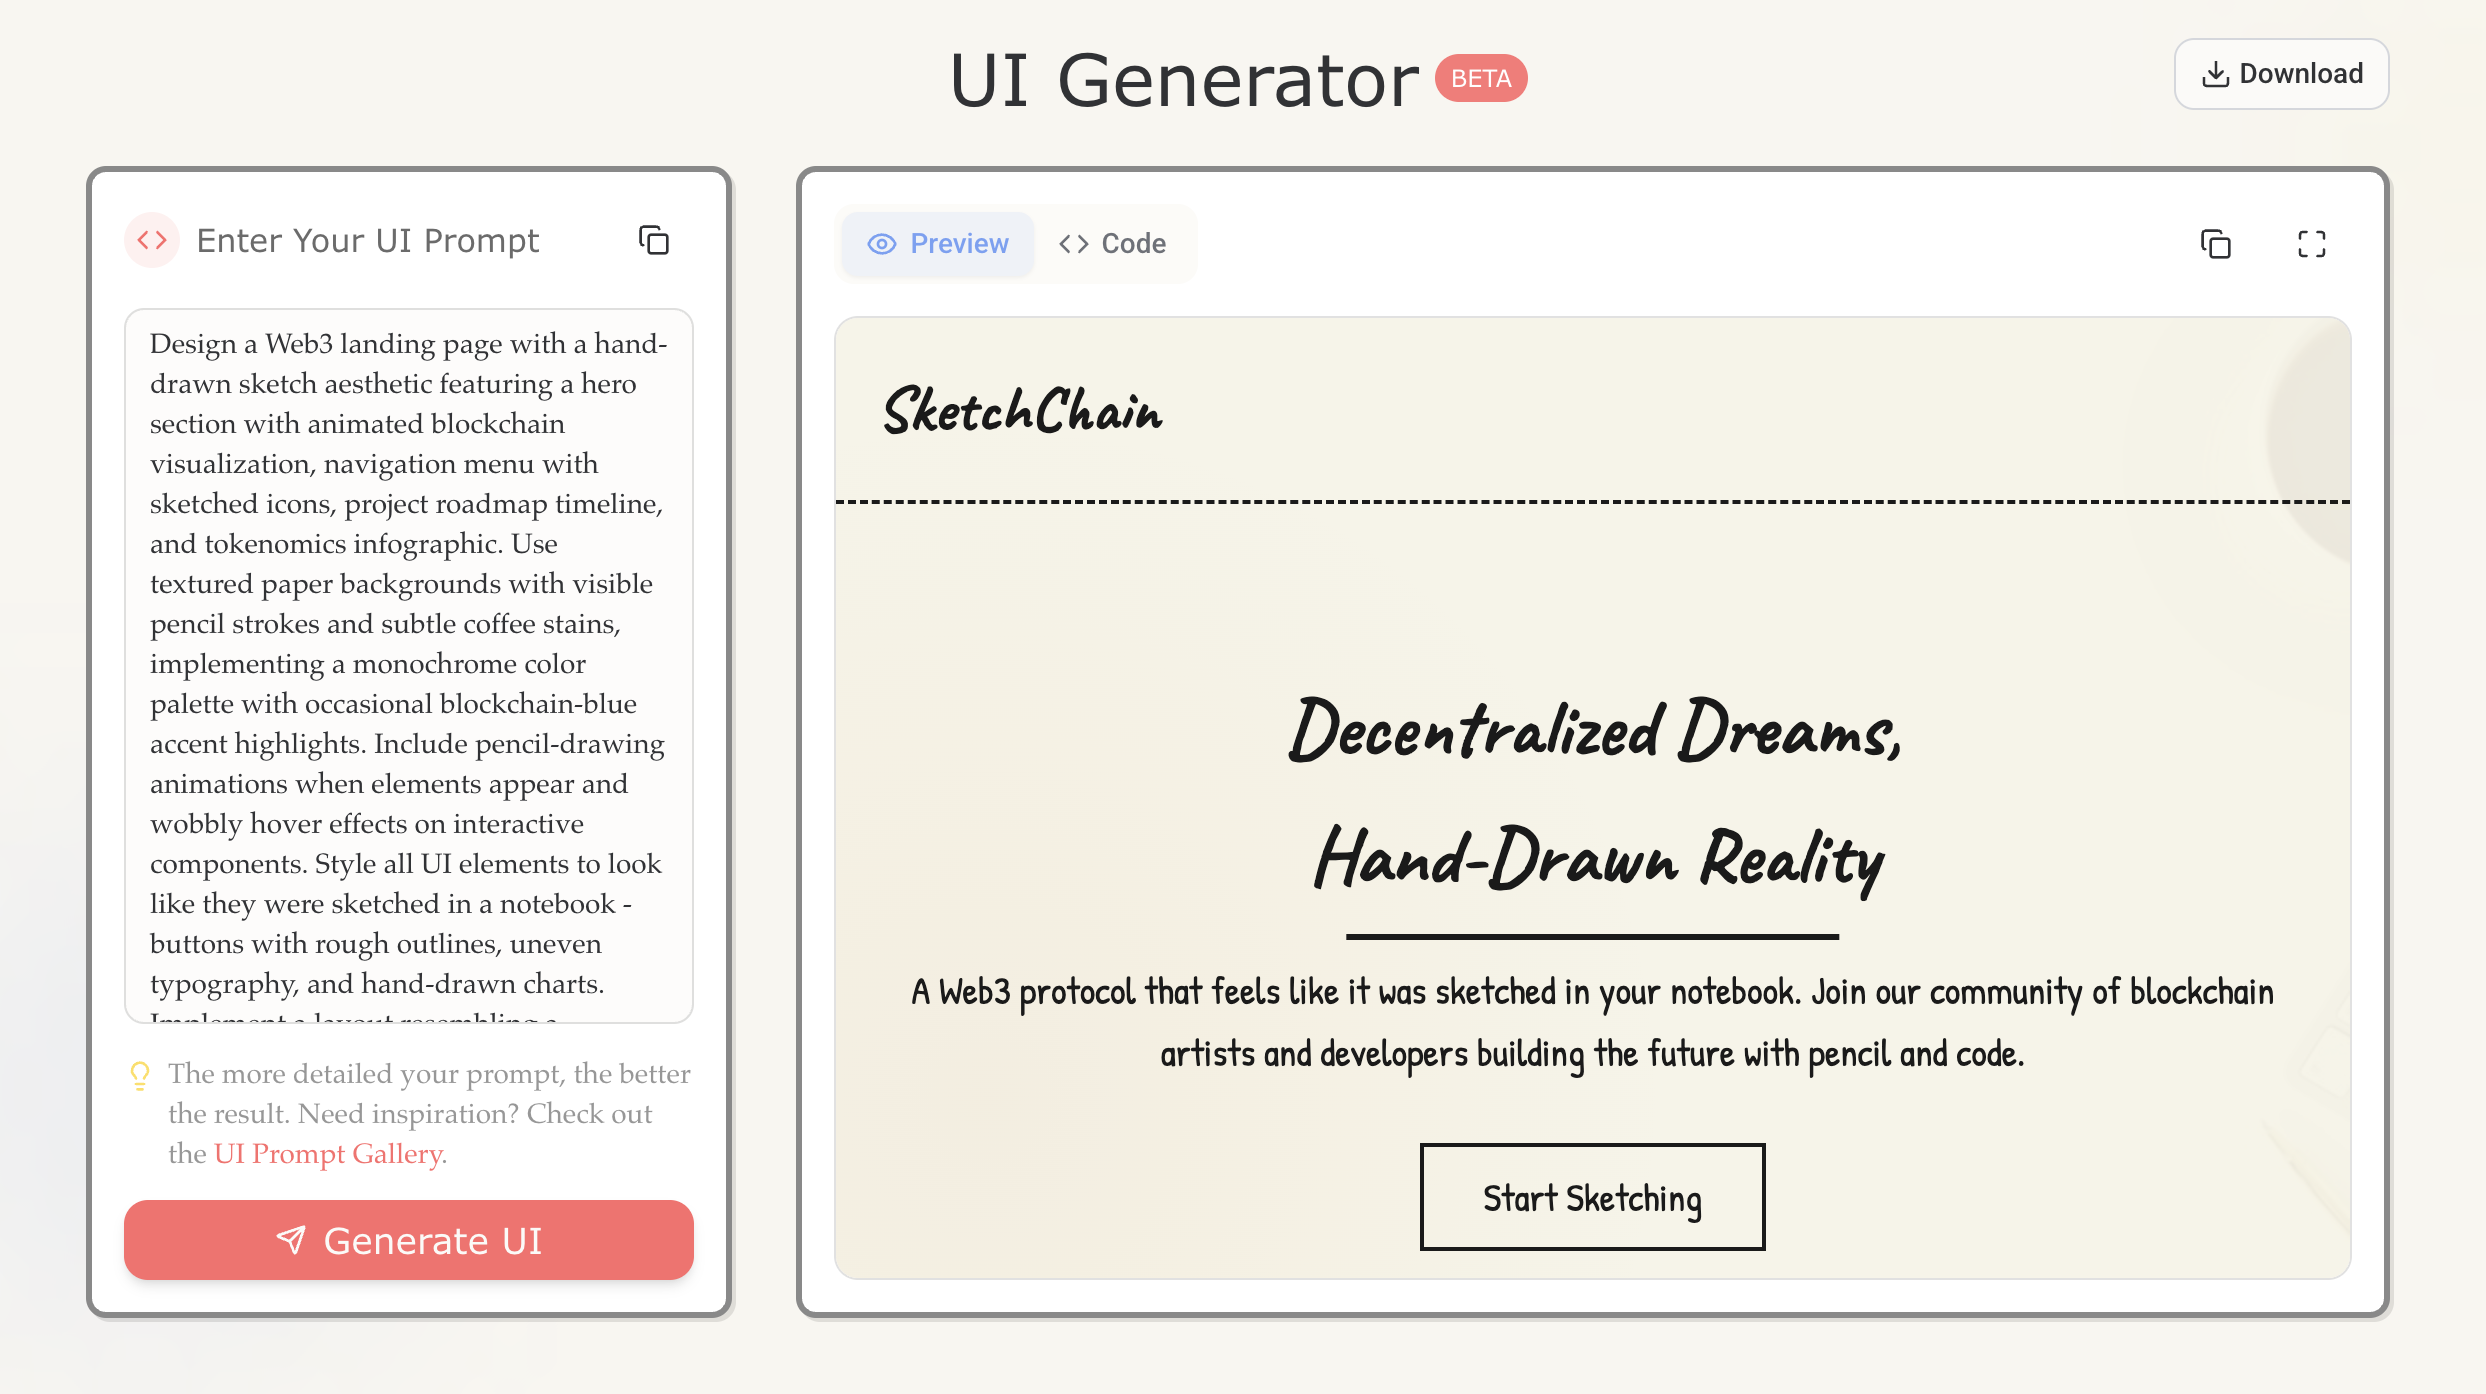 UI Generator BETA
Download
Enter Your UI Prompt
Design a Web3 landing page with a hand-
drawn sketch aesthetic featuring a hero
section with animated blockchain
visualization, navigation menu with
sketched icons, project roadmap timeline,
and tokenomics infographic. Use
textured paper backgrounds with visible
pencil strokes and subtle coffee stains,
implementing a monochrome color
palette with occasional blockchain-blue
accent highlights. Include pencil-drawing
animations when elements appear and
wobbly hover effects on interactive
components. Style all UI elements to look
like they were sketched in a notebook -
buttons with rough outlines, uneven
typography, and hand-drawn charts.
Implement a layout resembling a
The more detailed your prompt, the better
the result. Need inspiration? Check out
the UI Prompt Gallery.
Generate UI
Preview
Code
SketchChain
Decentralized Dreams,
Hand-Drawn Reality
A Web3 protocol that feels like it was sketched in your notebook. Join our community of blockchain
artists and developers building the future with pencil and code.
Start Sketching